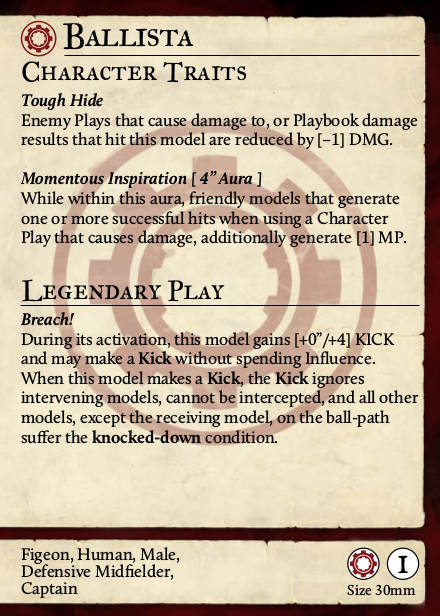 Ballista
Character Traits
Tough Hide
Enemy Plays that cause damage to, or Playbook damage
results that hit this model are reduced by [–1] DMG.
Momentous Inspiration [ 4” Aura ]
While within this aura, friendly models that generate
one or more successful hits when using a Character
Play that causes damage, additionally generate [1] MP.
Legendary Play
Breach!
During its activation, this model gains [+0”/+4] KICK
and may make a Kick without spending Influence.
When this model makes a Kick, the Kick ignores
intervening models, cannot be intercepted, and all other
models, except the receiving model, on the ball-path
suffer the knocked-down condition.
Figeon, Human, Male,
Defensive Midfielder,
Captain
1
Size 30mm